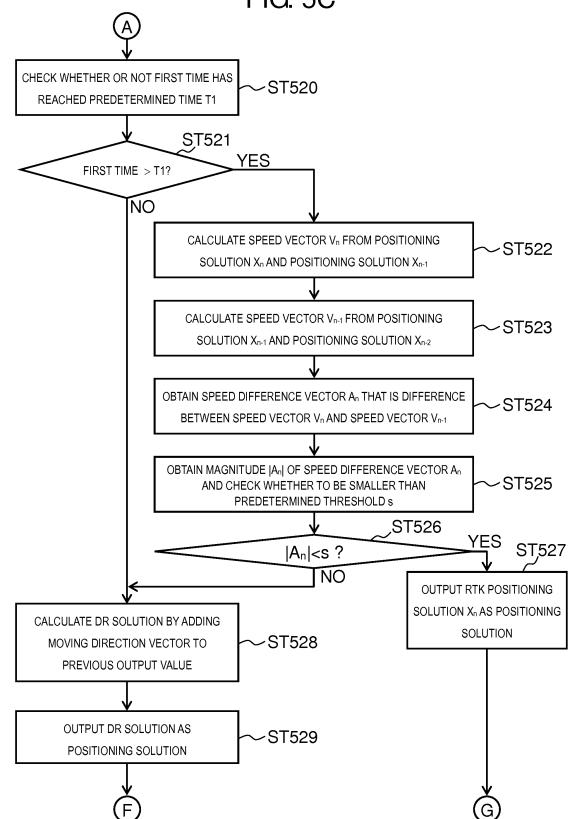 FIG. 5C
A
CHECK WHETHER OR NOT FIRST TIME HAS
REACHED PREDETERMINED TIME T1
ST520
ST521
FIRST TIME > T1?
YES
NO
CALCULATE SPEED VECTOR Vn FROM POSITIONING
SOLUTION Xn AND POSITIONING SOLUTION Xn-1
ST522
CALCULATE SPEED VECTOR Vn-1 FROM POSITIONING
SOLUTION Xn-1 AND POSITIONING SOLUTION Xn-2
ST523
OBTAIN SPEED DIFFERENCE VECTOR An THAT IS DIFFERENCE
BETWEEN SPEED VECTOR Vn AND SPEED VECTOR Vn-1
ST524
OBTAIN MAGNITUDE |An| OF SPEED DIFFERENCE VECTOR An
AND CHECK WHETHER TO BE SMALLER THAN
PREDETERMINED THRESHOLD s
ST525
ST526
|An|<s ?
YES
NO
ST527
OUTPUT RTK POSITIONING
SOLUTION Xn AS POSITIONING
SOLUTION
CALCULATE DR SOLUTION BY ADDING
MOVING DIRECTION VECTOR TO
PREVIOUS OUTPUT VALUE
ST528
OUTPUT DR SOLUTION AS
POSITIONING SOLUTION
ST529
F
G